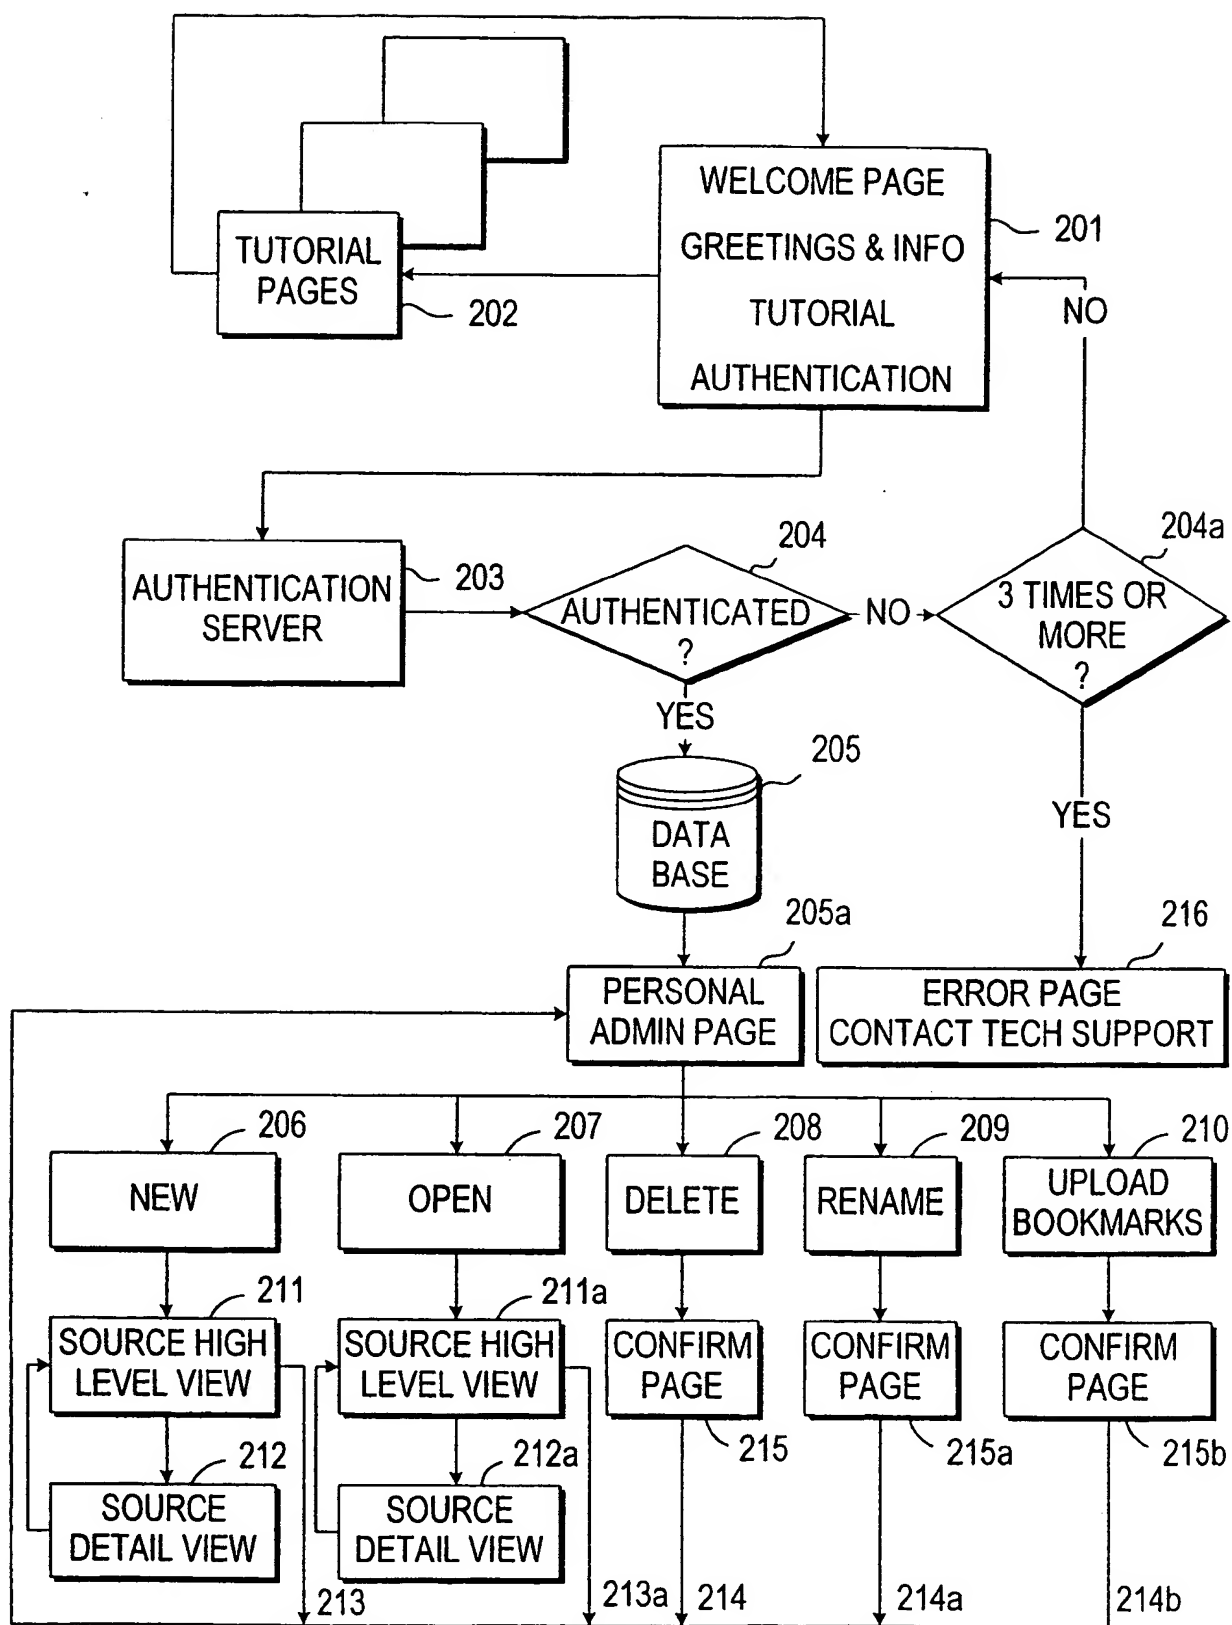 WELCOME PAGE
GREETINGS & INFO
TUTORIAL
AUTHENTICATION
201
TUTORIAL
PAGES
202
NO
AUTHENTICATION
SERVER
203
AUTHENTICATED
?
204
NO
3 TIMES OR
MORE
?
204a
YES
YES
DATA
BASE
205
PERSONAL
ADMIN PAGE
205a
ERROR PAGE
CONTACT TECH SUPPORT
216
NEW
206
OPEN
207
DELETE
208
RENAME
209
UPLOAD
BOOKMARKS
210
SOURCE HIGH
LEVEL VIEW
211
SOURCE HIGH
LEVEL VIEW
211a
CONFIRM
PAGE
215
CONFIRM
PAGE
215a
CONFIRM
PAGE
215b
SOURCE
DETAIL VIEW
212
SOURCE
DETAIL VIEW
212a
213
213a
214
214a
214b